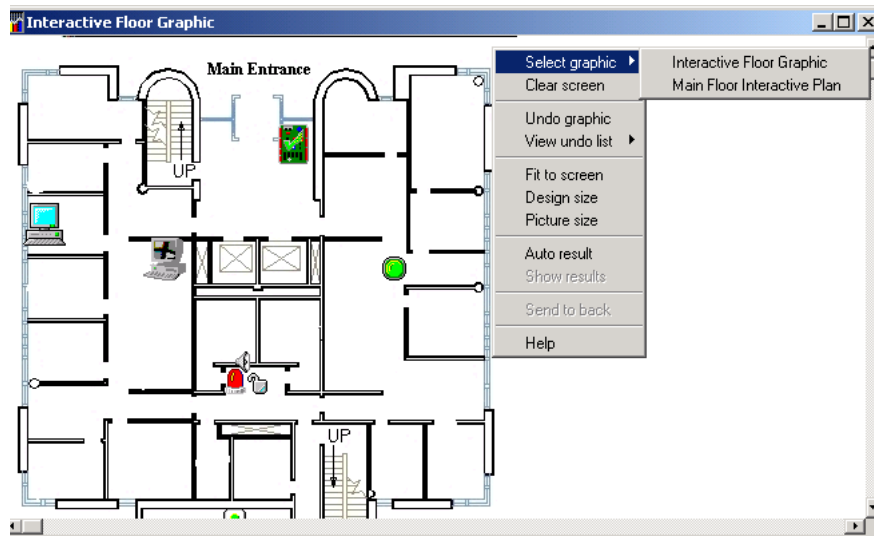 Interactive Floor Graphic
Main Entrance
UP
UP
Select graphic
Clear screen
Undo graphic
View undo list
Fit to screen
Design size
Picture size
Auto result
Show results
Send to back
Help
Interactive Floor Graphic
Main Floor Interactive Plan